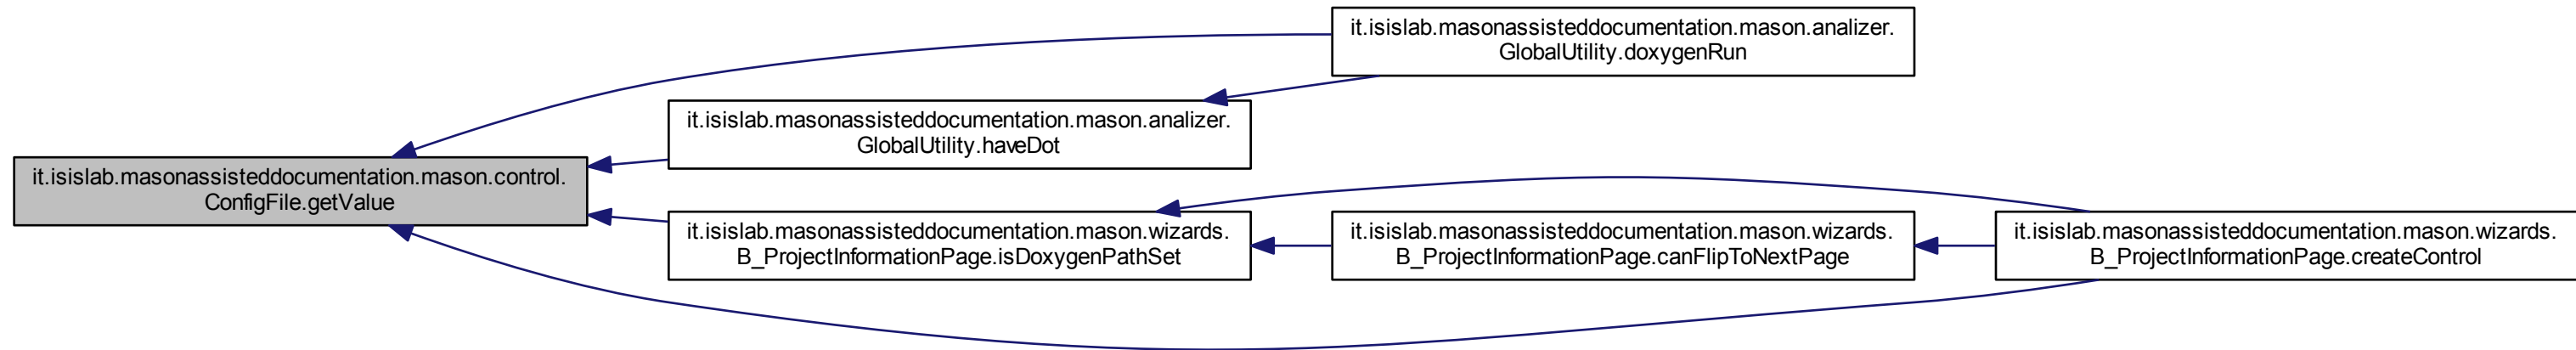 it.isislab.masonassisteddocumentation.mason.analizer.
GlobalUtility.doxygenRun
it.isislab.masonassisteddocumentation.mason.analizer.
GlobalUtility.haveDot
it.isislab.masonassisteddocumentation.mason.control.
ConfigFile.getValue
it.isislab.masonassisteddocumentation.mason.wizards.
B_ProjectInformationPage.isDoxygenPathSet
it.isislab.masonassisteddocumentation.mason.wizards.
B_ProjectInformationPage.canFlipToNextPage
it.isislab.masonassisteddocumentation.mason.wizards.
B_ProjectInformationPage.createControl